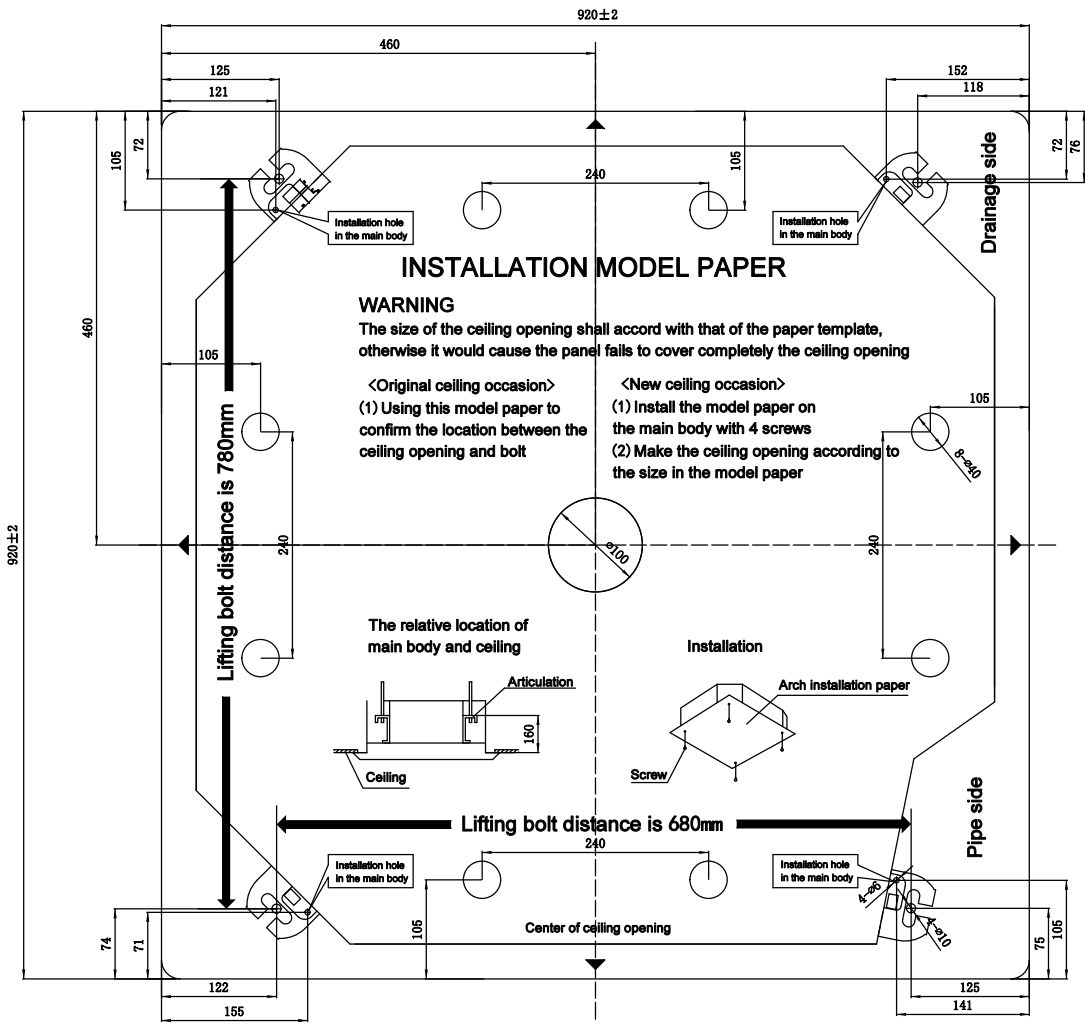 920±2
460
125
152
121
118
105
72
105
72
76
Drainage side
240
Installation hole
in the main body
Installation hole
in the main body
INSTALLATION MODEL PAPER
WARNING
The size of the ceiling opening shall accord with that of the paper template,
otherwise it would cause the panel fails to cover completely the ceiling opening
460
105
<Original ceiling occasion>
(1) Using this model paper to
confirm the location between the
ceiling opening and bolt
<New ceiling occasion>
(1) Install the model paper on
the main body with 4 screws
(2) Make the ceiling opening according to
the size in the model paper
105
8-ø40
920±2
Lifting bolt distance is 780mm
240
ø100
240
The relative location of
main body and ceiling
Articulation
160
Ceiling
Installation
Arch installation paper
Screw
Lifting bolt distance is 680mm
Pipe side
240
Installation hole
in the main body
Installation hole
in the main body
4-ø6
4-ø10
Center of ceiling opening
74
71
105
75
105
122
125
155
141